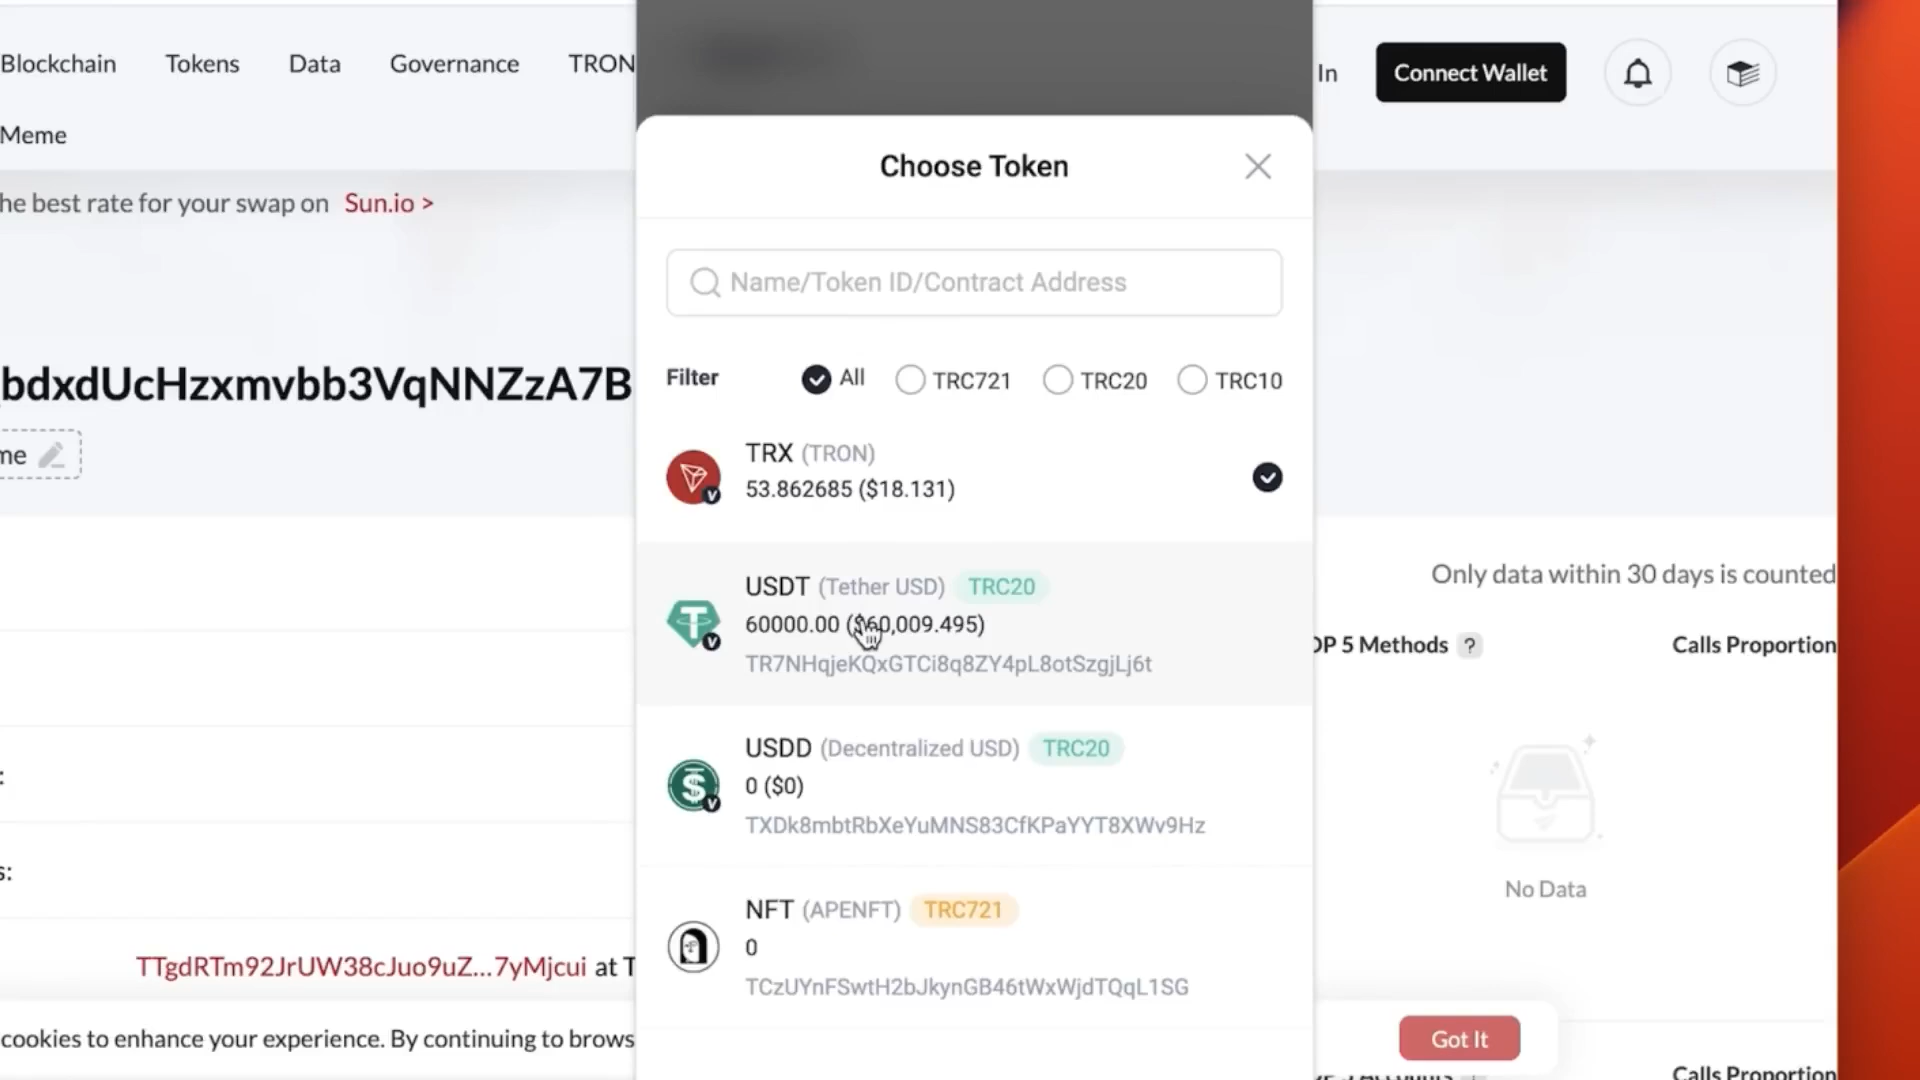 Blockchain Tokens Data Governance TRON
In Connect Wallet
Meme
he best rate for your swap on Sun.io >
bdxdUcHzxmvbb3VqNNZzA7B
me
:
s:
TTgdRTm92JrUW38cJuo9uZ...7yMjcui at T
cookies to enhance your experience. By continuing to brows
Choose Token
Name/Token ID/Contract Address
Filter All TRC721 TRC20 TRC10
TRX (TRON)
53.862685 ($18.131)
USDT (Tether USD) TRC20
60000.00 ($60,009.495)
TR7NHqjeKQxGTCi8q8ZY4pL8otSzgjLj6t
USDD (Decentralized USD) TRC20
0 ($0)
TXDk8mbtRbXeYuMNS83CfKPaYYT8XWv9Hz
NFT (APENFT) TRC721
0
TCzUYnFSwtH2bJkynGB46tWxWjdTQqL1SG
Only data within 30 days is counted
OP 5 Methods ? Calls Proportion
No Data
Got It
Calls Proportion